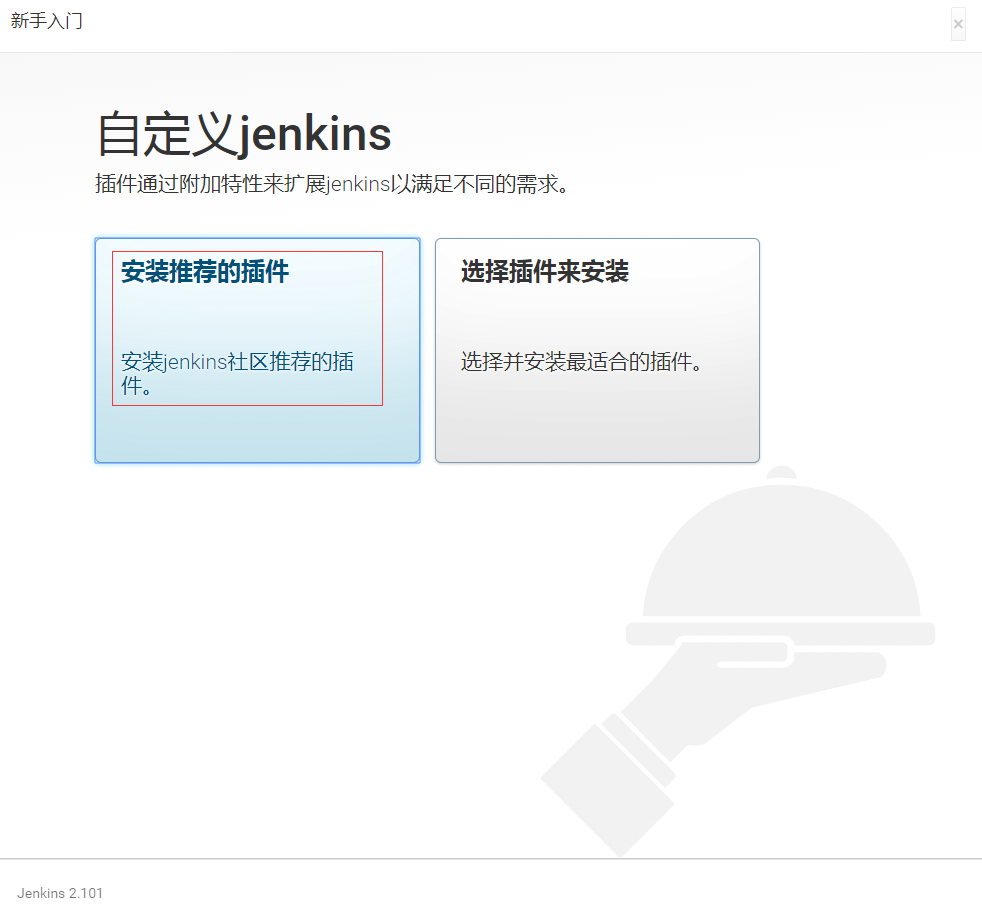 新手入门
×
自定义jenkins
插件通过附加特性来扩展jenkins以满足不同的需求。
安装推荐的插件
安装jenkins社区推荐的插
件。
选择插件来安装
选择并安装最适合的插件。
Jenkins 2.101